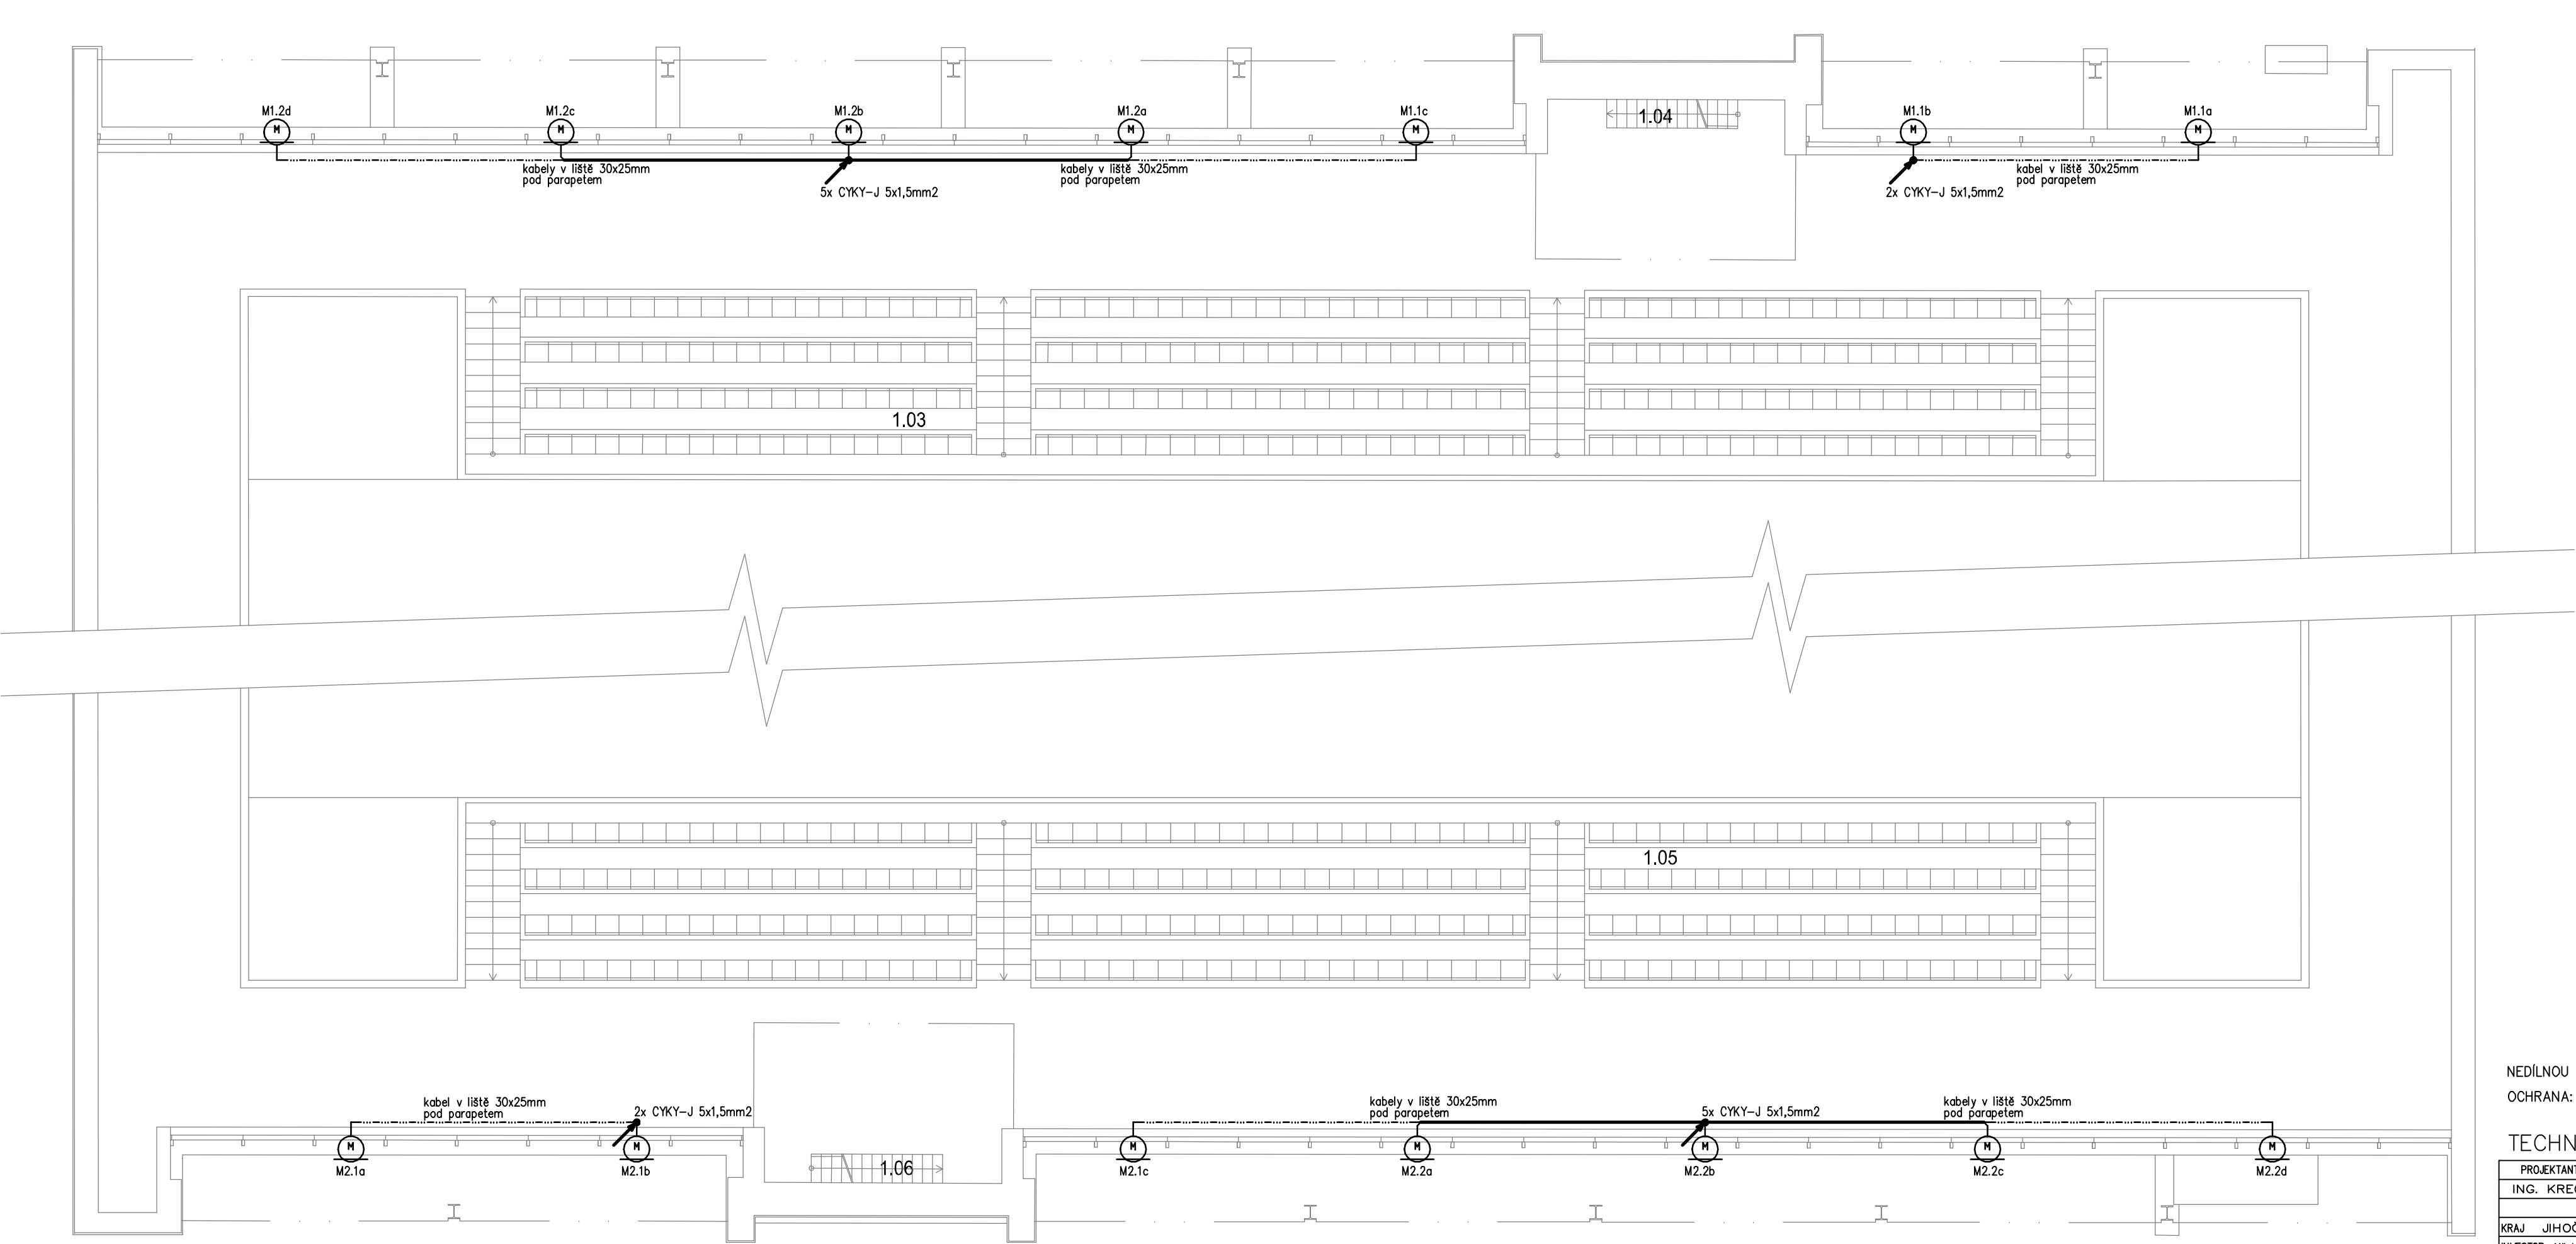 M1.2d
M1.2c
M1.2b
M1.2a
M1.1c
M1.1b
M1.1a
M
M
M
M
M
M
M
1.04
kabely v liště 30x25mm
pod parapetem
5x CYKY-J 5x1,5mm2
kabely v liště 30x25mm
pod parapetem
2x CYKY-J 5x1,5mm2
kabel v liště 30x25mm
pod parapetem
1.03
1.05
kabel v liště 30x25mm
pod parapetem
2x CYKY-J 5x1,5mm2
kabely v liště 30x25mm
pod parapetem
5x CYKY-J 5x1,5mm2
kabely v liště 30x25mm
pod parapetem
M
M
M
M
M
M
M
M2.1a
M2.1b
1.06
M2.1c
M2.2a
M2.2b
M2.2c
M2.2d
NEDÍLNOU
OCHRANA:
TECHN
PROJEKTANT
ING. KRE
KRAJ JIHOČ